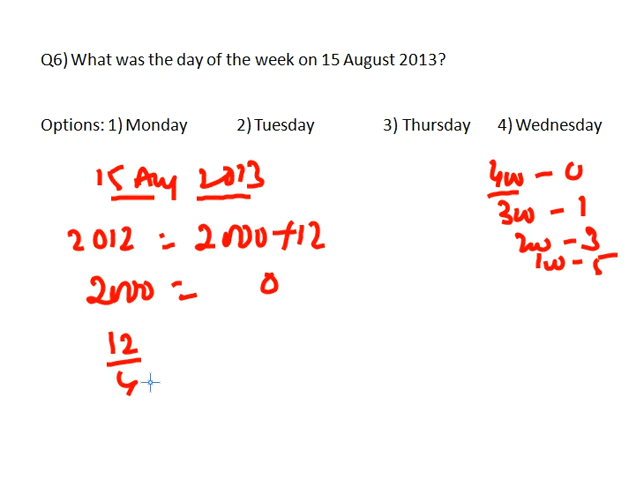 Q6) What was the day of the week on 15 August 2013?
Options: 1) Monday 2) Tuesday 3) Thursday 4) Wednesday
15 Aug 2013
2012 = 2000 + 12
2000 = 0
12
4
4w - 0
3w - 1
2w - 3
1w - 5